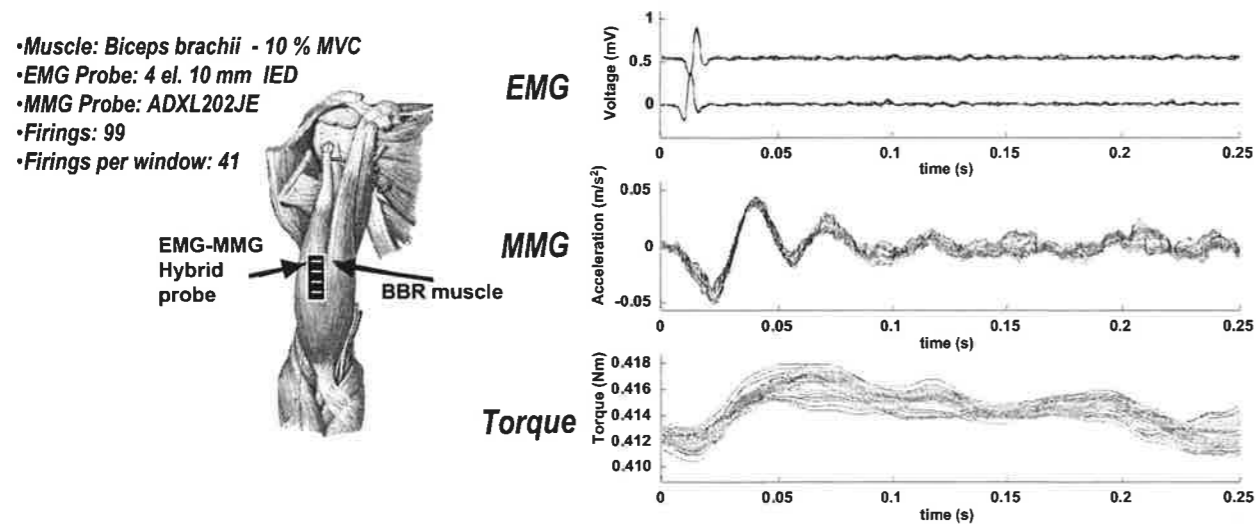 •Muscle: Biceps brachii - 10 % MVC
•EMG Probe: 4 el. 10 mm IED
•MMG Probe: ADXL202JE
•Firings: 99
•Firings per window: 41
EMG-MMG
Hybrid
probe
BBR muscle
EMG
Voltage (mV)
1
0.5
0
0 0.05 0.1 0.15 0.2 0.25
time (s)
MMG
Acceleration (m/s²)
0.05
0
-0.05
0 0.05 0.1 0.15 0.2 0.25
time (s)
Torque
Torque (Nm)
0.418
0.416
0.414
0.412
0.410
0 0.05 0.1 0.15 0.2 0.25
time (s)